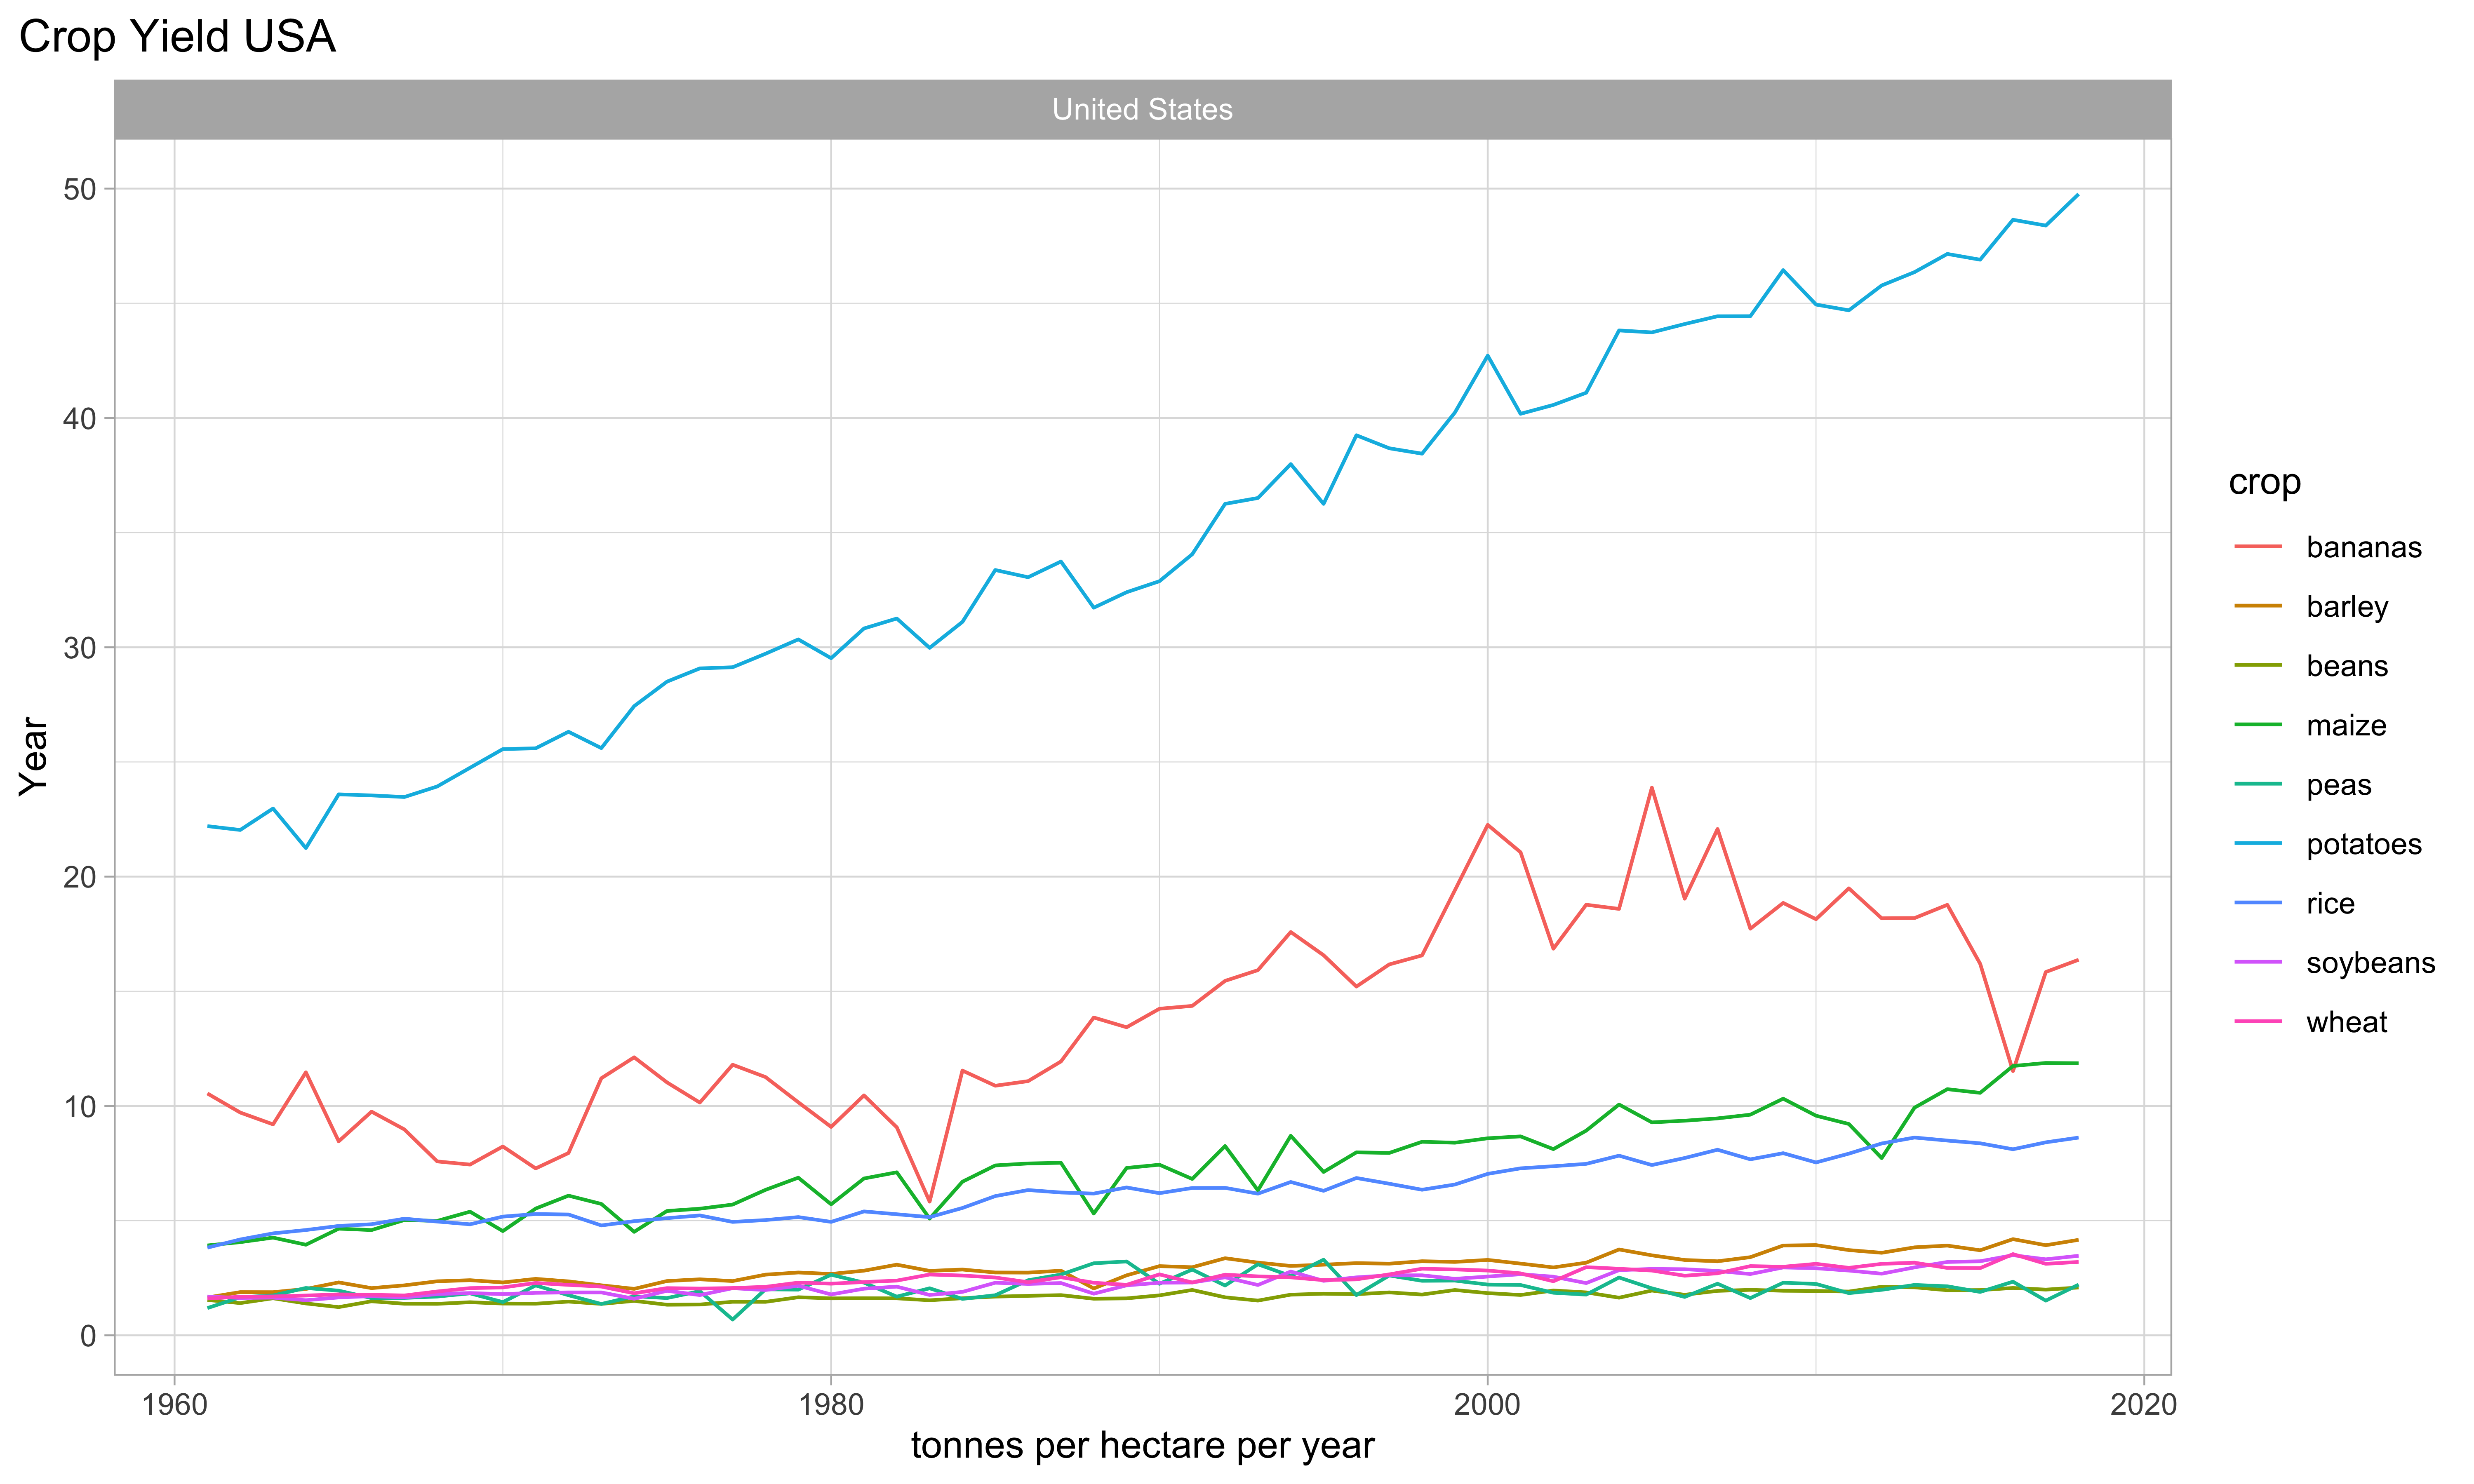 Crop Yield USA
United States
50
40
30
20
10
0
Year
1960 1980 2000 2020
tonnes per hectare per year
crop
bananas
barley
beans
maize
peas
potatoes
rice
soybeans
wheat